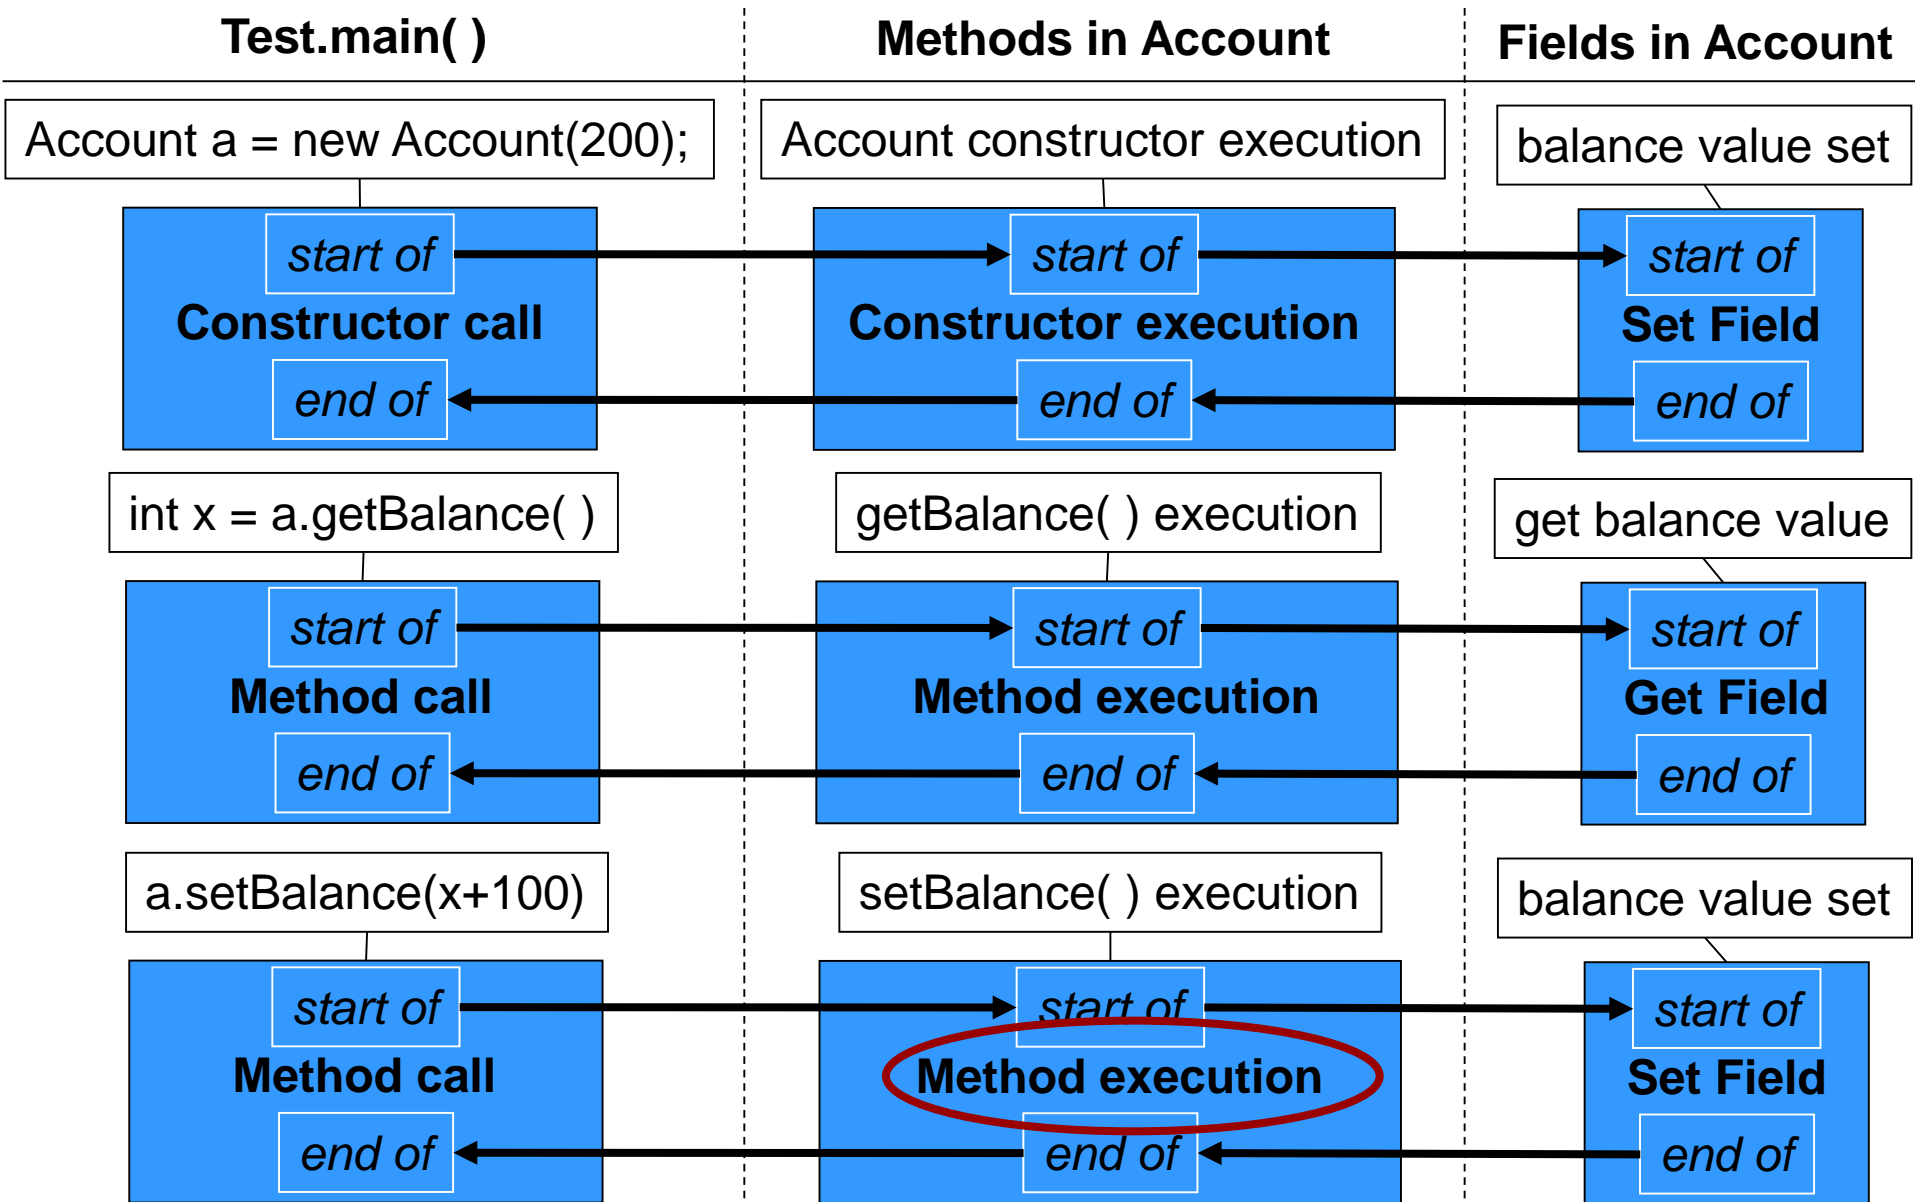 Test.main( )
Methods in Account
Fields in Account
Account a = new Account(200);
Account constructor execution
balance value set
start of
start of
start of
Constructor call
Constructor execution
Set Field
end of
end of
end of
int x = a.getBalance( )
getBalance( ) execution
get balance value
start of
start of
start of
Method call
Method execution
Get Field
end of
end of
end of
a.setBalance(x+100)
setBalance( ) execution
balance value set
start of
start of
start of
Method call
Method execution
Set Field
end of
end of
end of